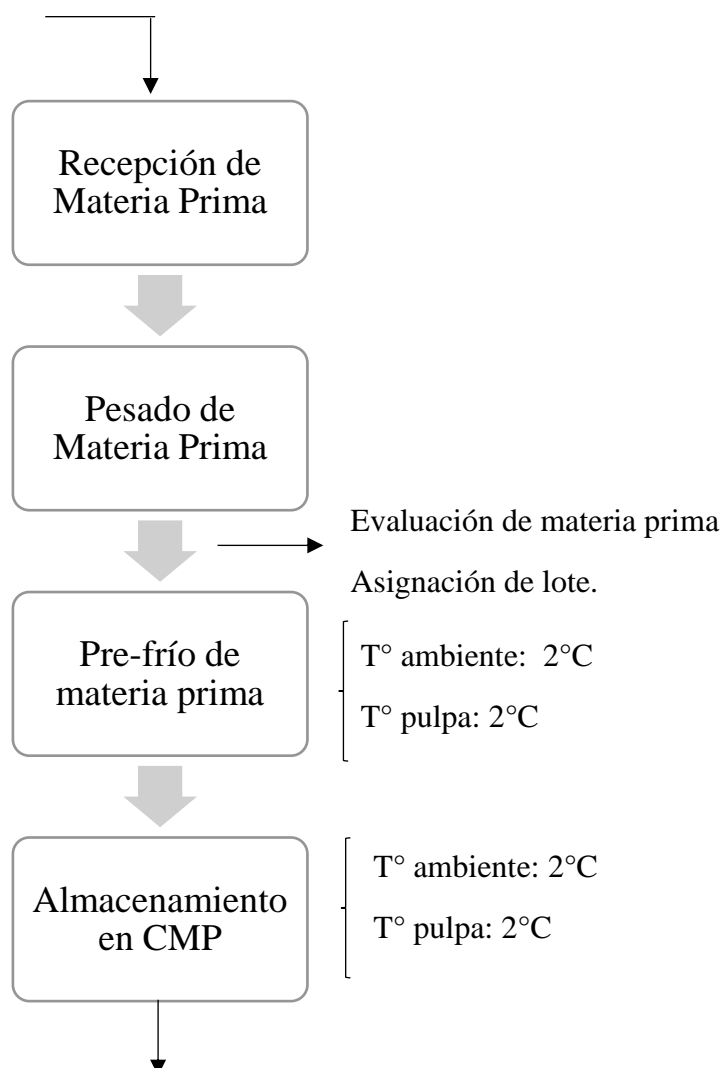 Recepción de
Materia Prima
Pesado de
Materia Prima
Evaluación de materia prima
Asignación de lote.
Pre-frío de
materia prima
T° ambiente:  2°C
T° pulpa: 2°C
Almacenamiento
en CMP
T° ambiente: 2°C
T° pulpa: 2°C